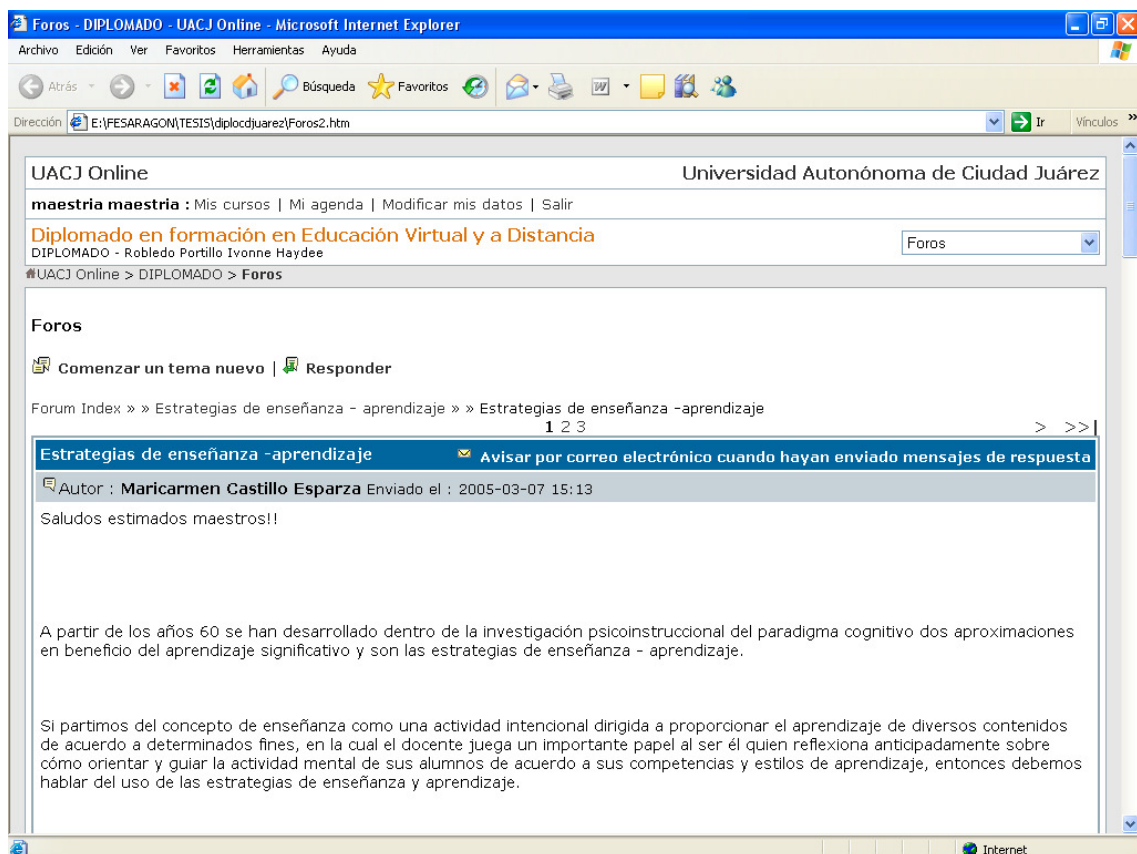 Foros - DIPLOMADO - UACJ Online - Microsoft Internet Explorer
Archivo Edición Ver Favoritos Herramientas Ayuda
Atrás Búsqueda Favoritos
Dirección E:\FESARAGON\TESIS\diplocdjuarez\Foros2.htm Ir Vínculos »
UACJ Online Universidad Autonónoma de Ciudad Juárez
maestria maestria : Mis cursos | Mi agenda | Modificar mis datos | Salir
Diplomado en formación en Educación Virtual y a Distancia
DIPLOMADO - Robledo Portillo Ivonne Haydee
Foros
UACJ Online > DIPLOMADO > Foros
Foros
Comenzar un tema nuevo | Responder
Forum Index » » Estrategias de enseñanza - aprendizaje » » Estrategias de enseñanza -aprendizaje
1 2 3 > >>|
Estrategias de enseñanza -aprendizaje Avisar por correo electrónico cuando hayan enviado mensajes de respuesta
Autor : Maricarmen Castillo Esparza Enviado el : 2005-03-07 15:13
Saludos estimados maestros!!
A partir de los años 60 se han desarrollado dentro de la investigación psicoinstruccional del paradigma cognitivo dos aproximaciones
en beneficio del aprendizaje significativo y son las estrategias de enseñanza - aprendizaje.
Si partimos del concepto de enseñanza como una actividad intencional dirigida a proporcionar el aprendizaje de diversos contenidos
de acuerdo a determinados fines, en la cual el docente juega un importante papel al ser él quien reflexiona anticipadamente sobre
cómo orientar y guiar la actividad mental de sus alumnos de acuerdo a sus competencias y estilos de aprendizaje, entonces debemos
hablar del uso de las estrategias de enseñanza y aprendizaje.
Internet